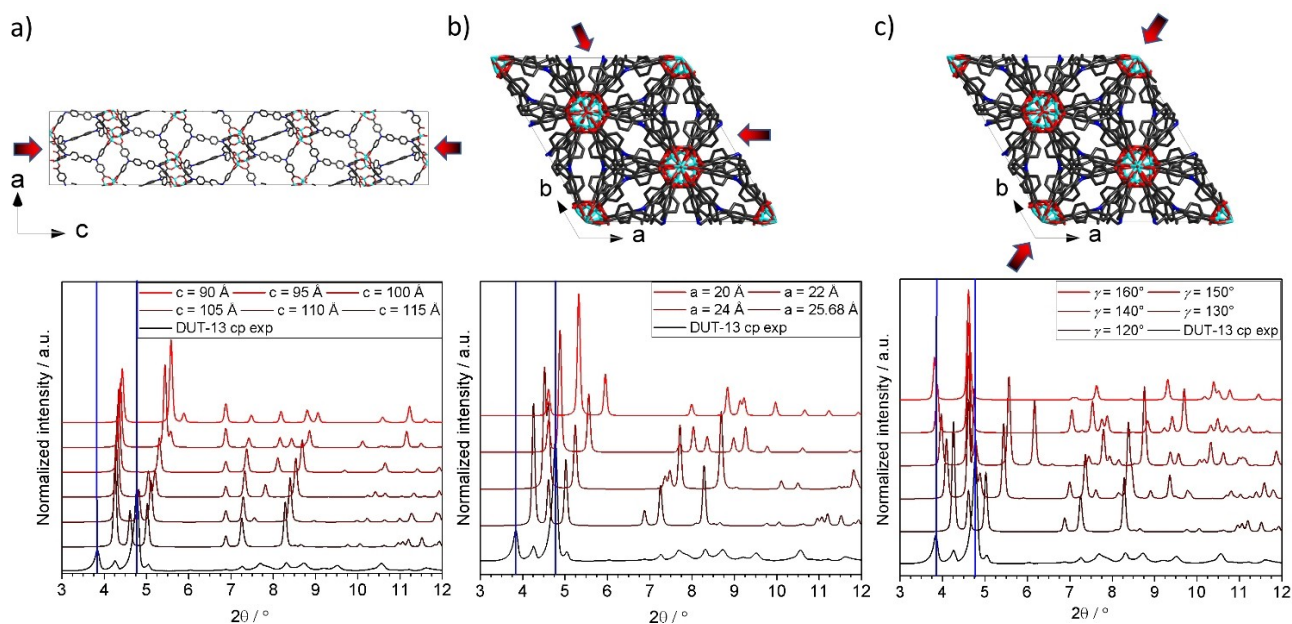 a)
a
c
c = 90 Å c = 95 Å c = 100 Å
c = 105 Å c = 110 Å c = 115 Å
DUT-13 cp exp
Normalized intensity / a.u.
3 4 5 6 7 8 9 10 11 12
2θ / °
b)
b
a
a = 20 Å a = 22 Å
a = 24 Å a = 25.68 Å
DUT-13 cp exp
Normalized intensity / a.u.
3 4 5 6 7 8 9 10 11 12
2θ / °
c)
b
a
γ = 160° γ = 150°
γ = 140° γ = 130°
γ = 120° DUT-13 cp exp
Normalized intensity / a.u.
3 4 5 6 7 8 9 10 11 12
2θ / °